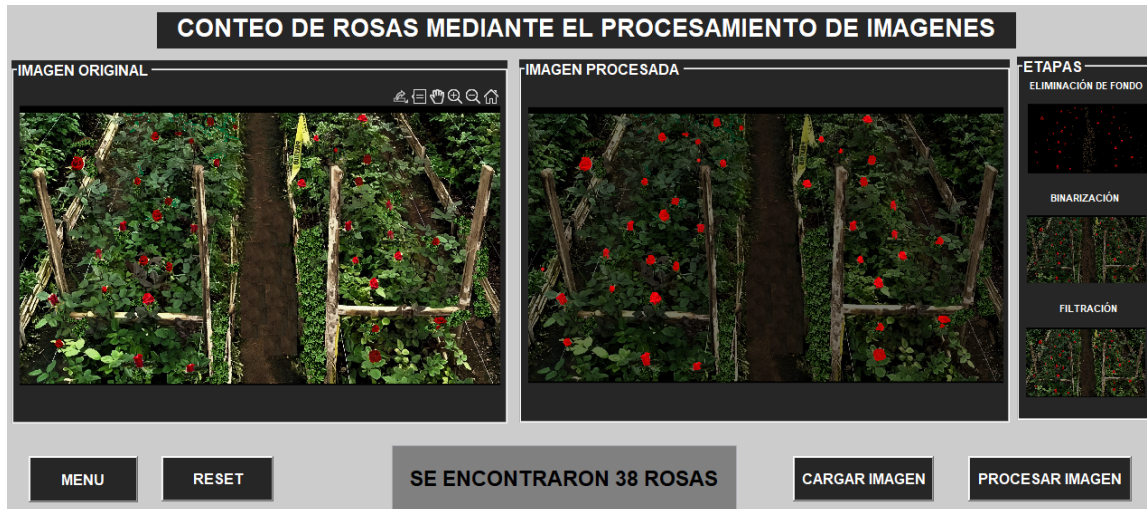 CONTEO DE ROSAS MEDIANTE EL PROCESAMIENTO DE IMAGENES
IMAGEN ORIGINAL
IMAGEN PROCESADA
ETAPAS
ELIMINACIÓN DE FONDO
BINARIZACIÓN
FILTRACIÓN
MENU
RESET
SE ENCONTRARON 38 ROSAS
CARGAR IMAGEN
PROCESAR IMAGEN